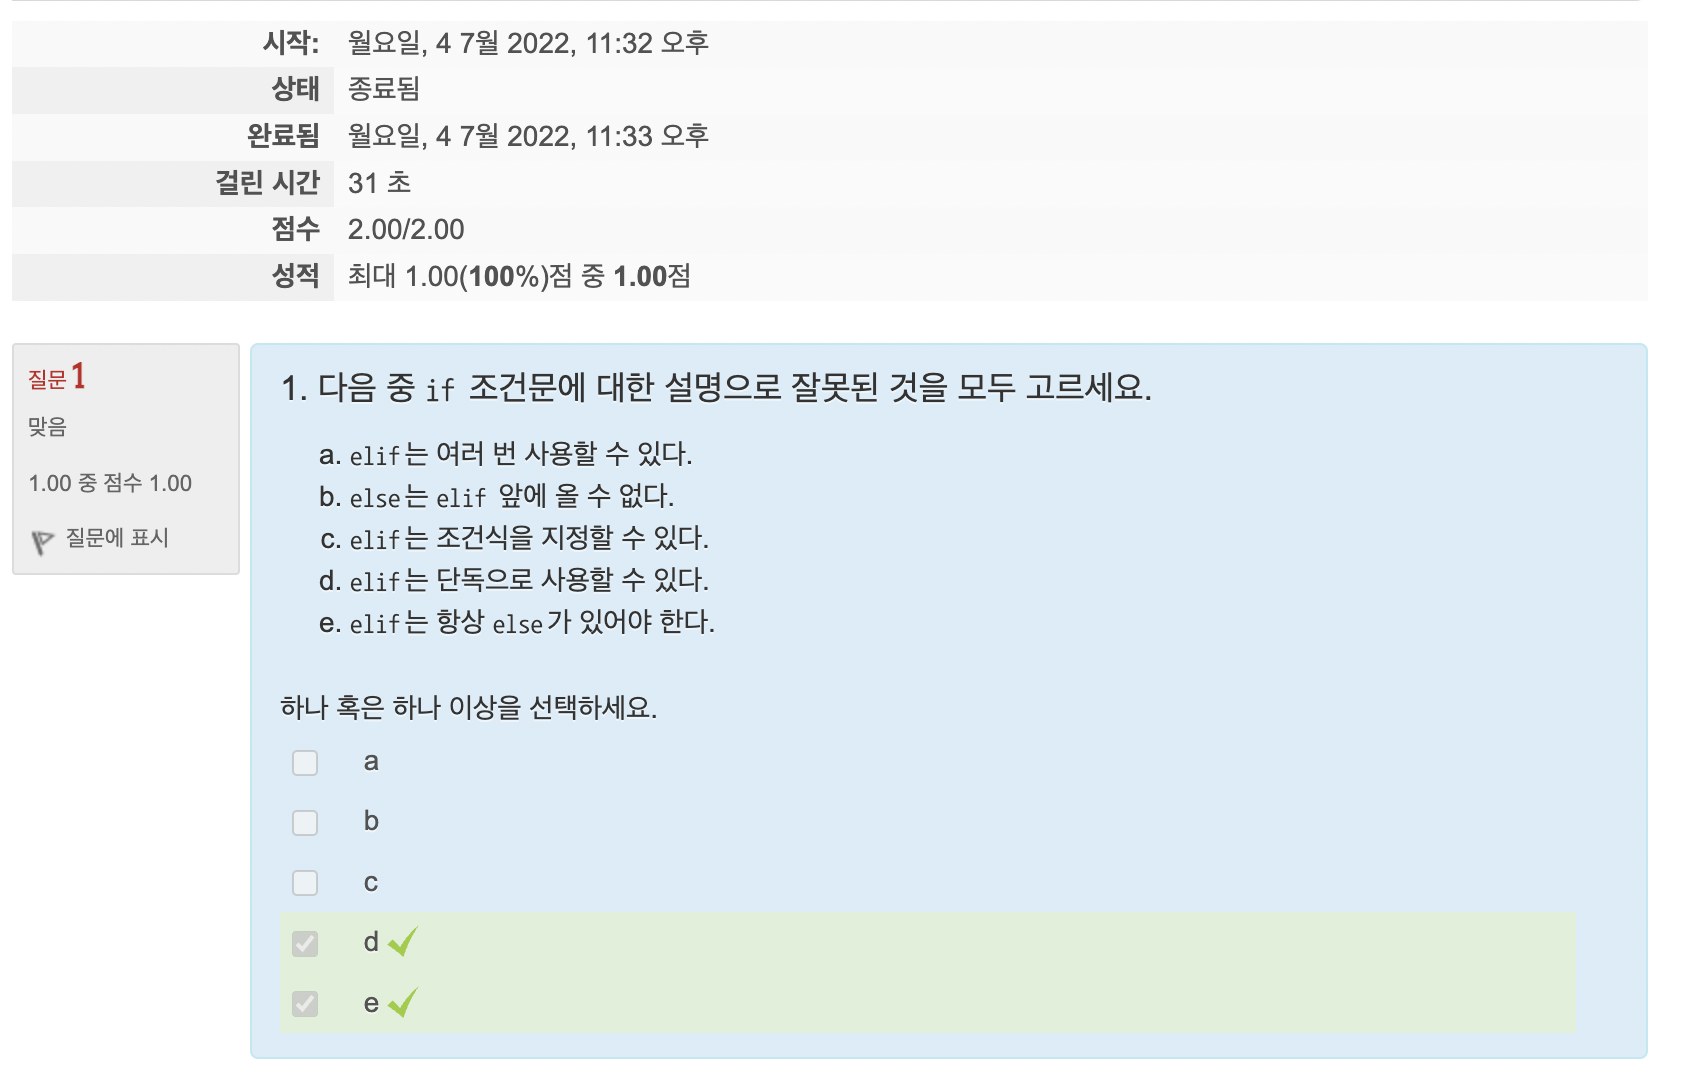 시작: 월요일, 4 7월 2022, 11:32 오후
상태 종료됨
완료됨 월요일, 4 7월 2022, 11:33 오후
걸린 시간 31 초
점수 2.00/2.00
성적 최대 1.00(100%)점 중 1.00점
질문 1
맞음
1.00 중 점수 1.00
질문에 표시
1. 다음 중 if 조건문에 대한 설명으로 잘못된 것을 모두 고르세요.
a. elif는 여러 번 사용할 수 있다.
b. else는 elif 앞에 올 수 없다.
c. elif는 조건식을 지정할 수 있다.
d. elif는 단독으로 사용할 수 있다.
e. elif는 항상 else가 있어야 한다.
하나 혹은 하나 이상을 선택하세요.
a
b
c
d
e